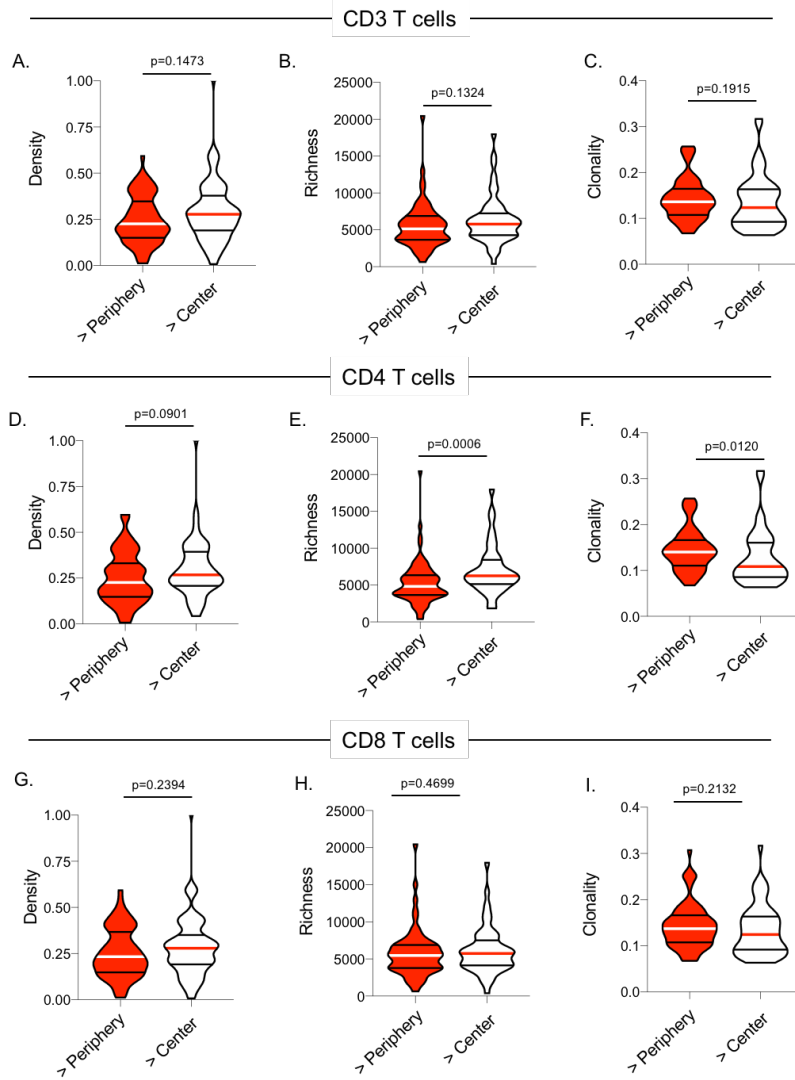 CD3 T cells
A.
p=0.1473
Density
1.00
0.75
0.50
0.25
0.00
> Periphery
> Center
B.
p=0.1324
Richness
25000
20000
15000
10000
5000
0
> Periphery
> Center
C.
p=0.1915
Clonality
0.4
0.3
0.2
0.1
0.0
> Periphery
> Center
CD4 T cells
D.
p=0.0901
Density
1.00
0.75
0.50
0.25
0.00
> Periphery
> Center
E.
p=0.0006
Richness
25000
20000
15000
10000
5000
0
> Periphery
> Center
F.
p=0.0120
Clonality
0.4
0.3
0.2
0.1
0.0
> Periphery
> Center
CD8 T cells
G.
p=0.2394
Density
1.00
0.75
0.50
0.25
0.00
> Periphery
> Center
H.
p=0.4699
Richness
25000
20000
15000
10000
5000
0
> Periphery
> Center
I.
p=0.2132
Clonality
0.4
0.3
0.2
0.1
0.0
> Periphery
> Center